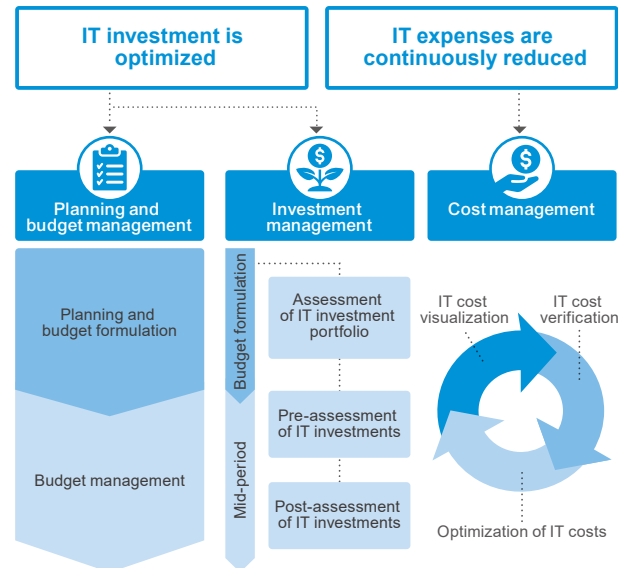 IT investment is
optimized
IT expenses are
continuously reduced
$
$
Planning and
budget management
Investment
management
Cost management
Planning and
budget formulation
Budget management
Budget formulation
Mid-period
Assessment
of IT investment
portfolio
Pre-assessment
of IT investments
Post-assessment
of IT investments
IT cost
visualization
IT cost
verification
Optimization of IT costs